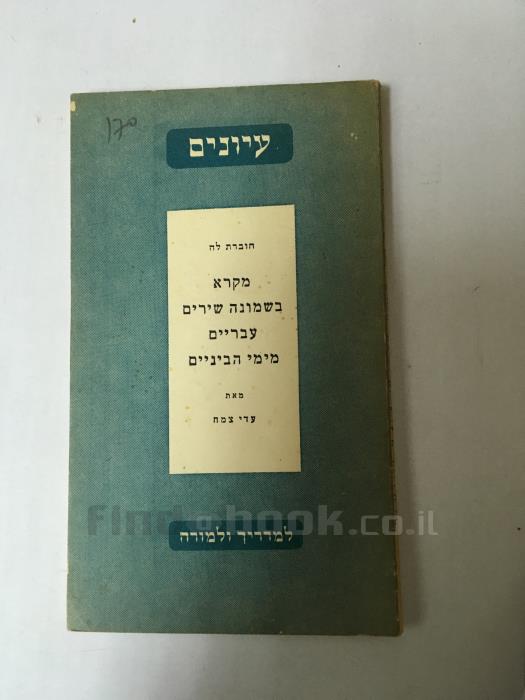 170
עיונים
חוברת לח
מקרא
בשמונה שירים
עבריים
מימי הביניים
מאת
עדי צמח
findabook.co.il
למדריך ולמורה